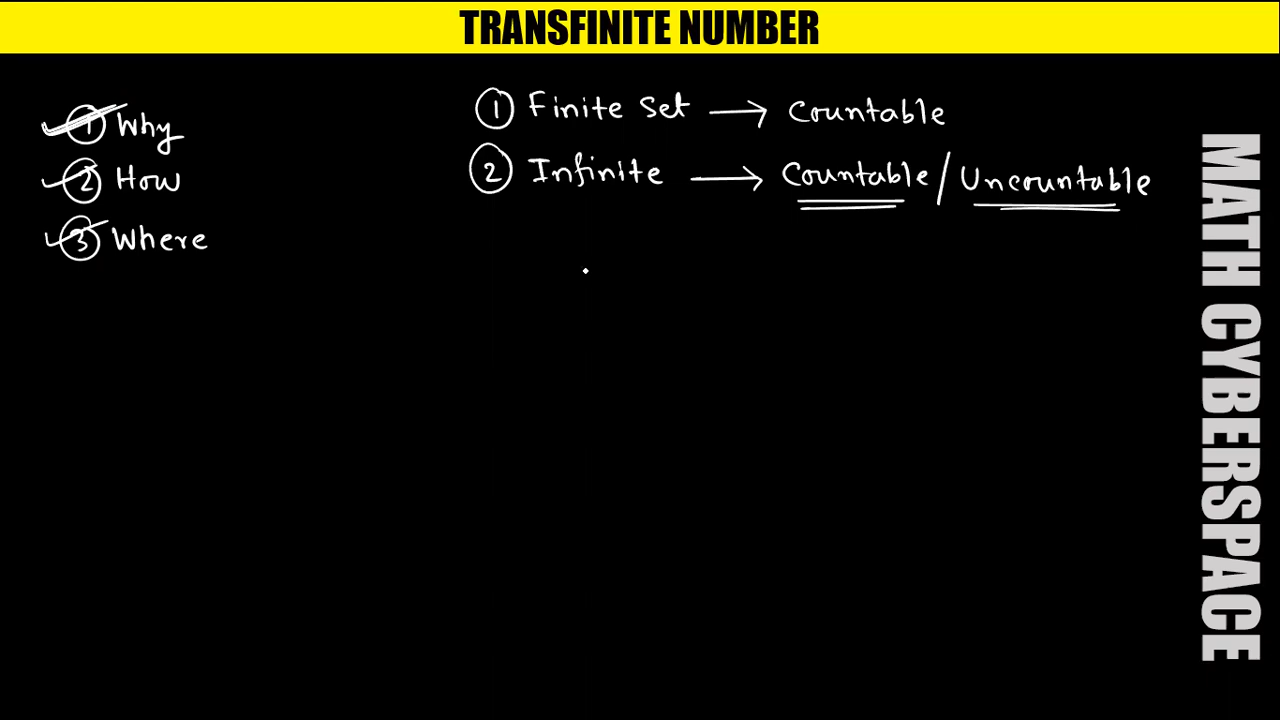 TRANSFINITE NUMBER
① Why
② How
③ Where
① Finite Set → Countable
② Infinite → Countable / Uncountable
MATH CYBERSPACE